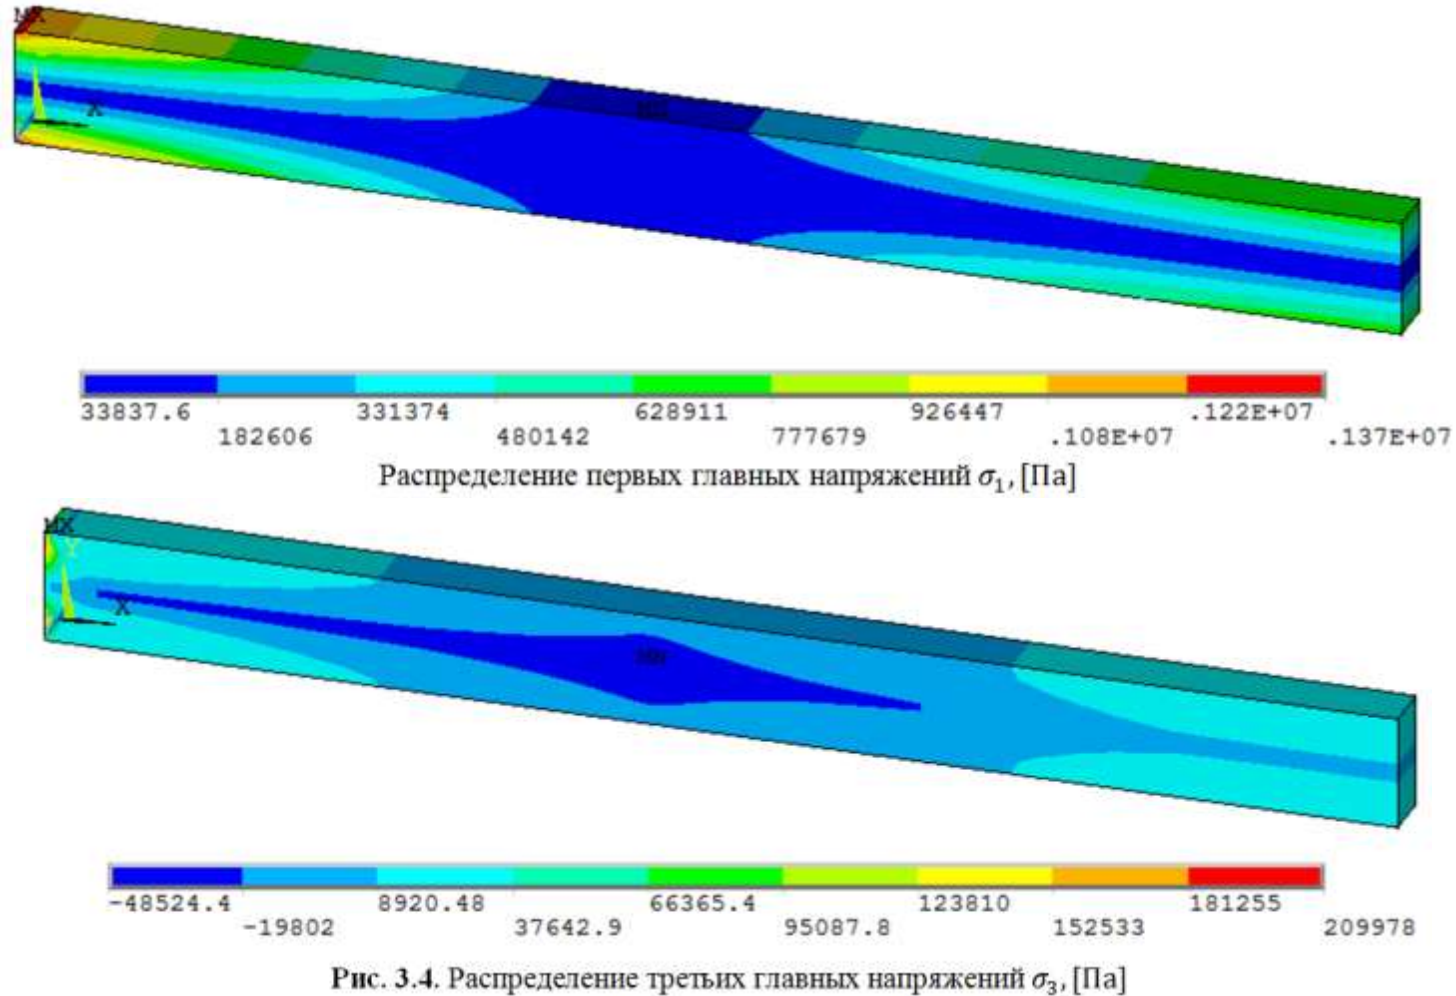 MX
X
MN
33837.6 331374 628911 926447 .122E+07
182606 480142 777679 .108E+07 .137E+07
Распределение первых главных напряжений σ₁, [Па]
MX
Y
X
MN
-48524.4 8920.48 66365.4 123810 181255
-19802 37642.9 95087.8 152533 209978
Рис. 3.4. Распределение третьих главных напряжений σ₃, [Па]